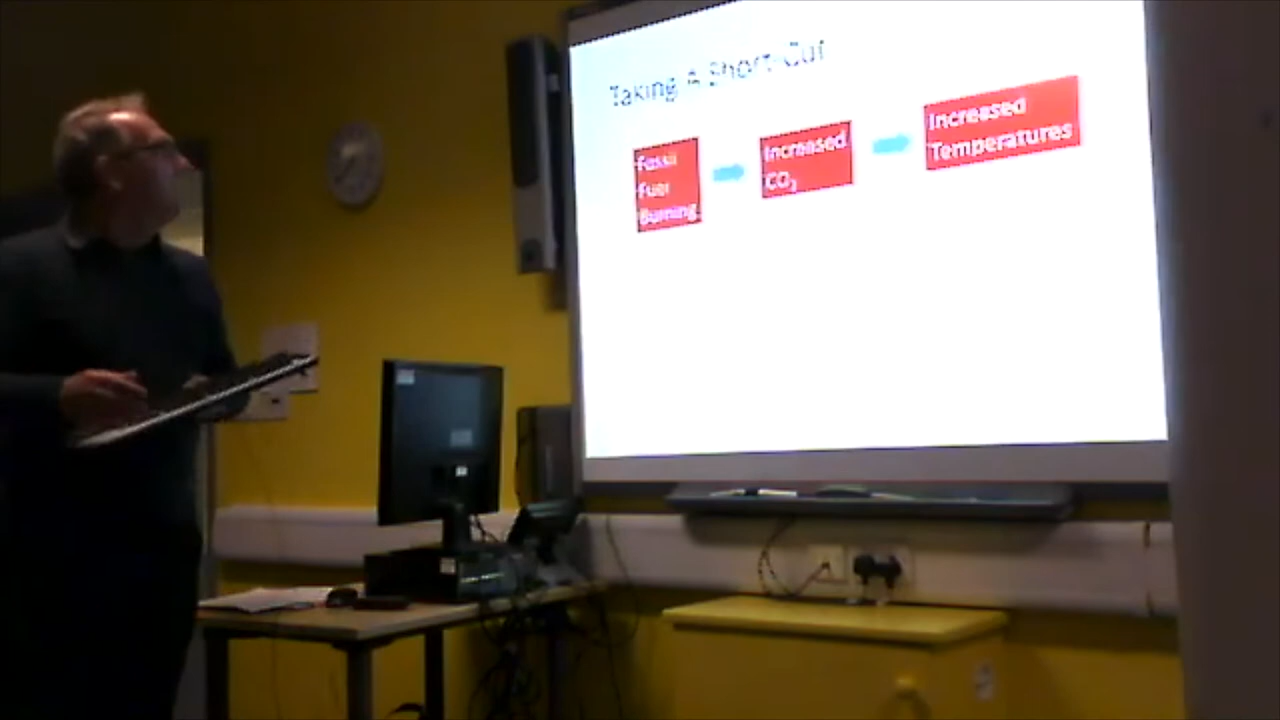 Taking A Short-Cut
Fossil
Fuel
Burning
Increased
CO₂
Increased
Temperatures